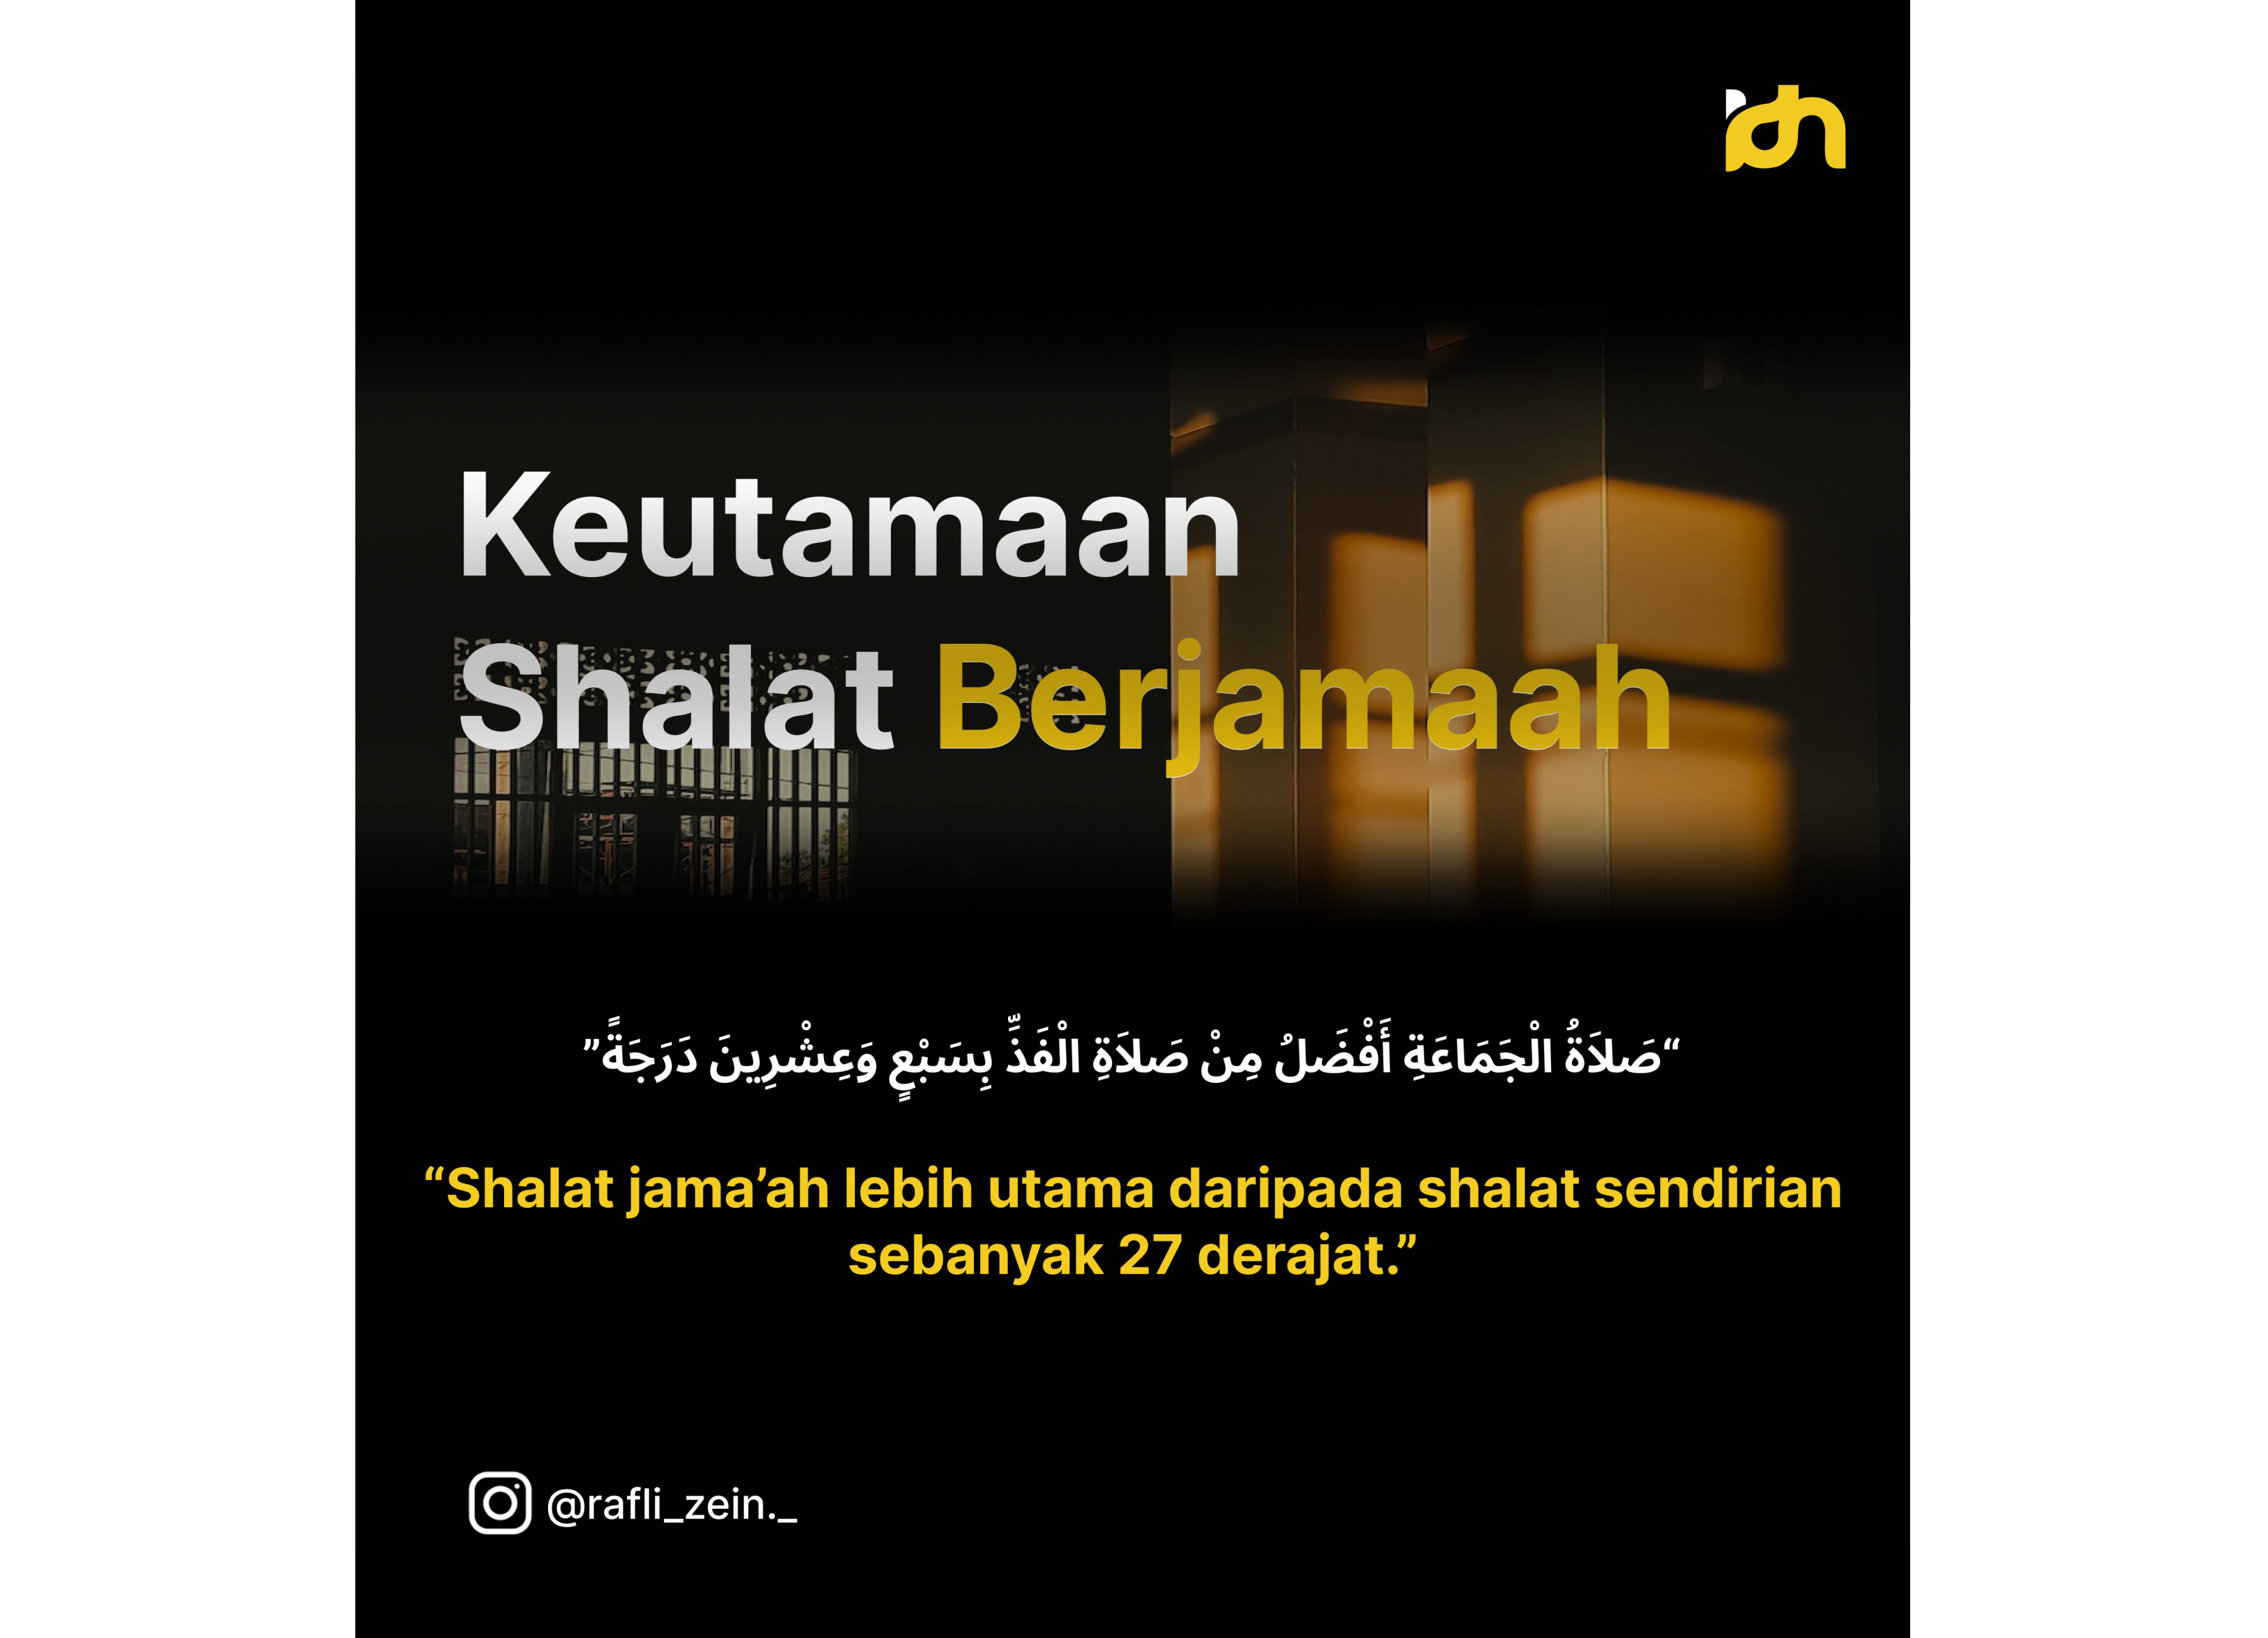 Keutamaan
Shalat Berjamaah
“صَلاَةُ الْجَمَاعَةِ أَفْضَلُ مِنْ صَلاَةِ الْفَذِّ بِسَبْعٍ وَعِشْرِينَ دَرَجَةً”
“Shalat jama’ah lebih utama daripada shalat sendirian
sebanyak 27 derajat.”
@rafli_zein._